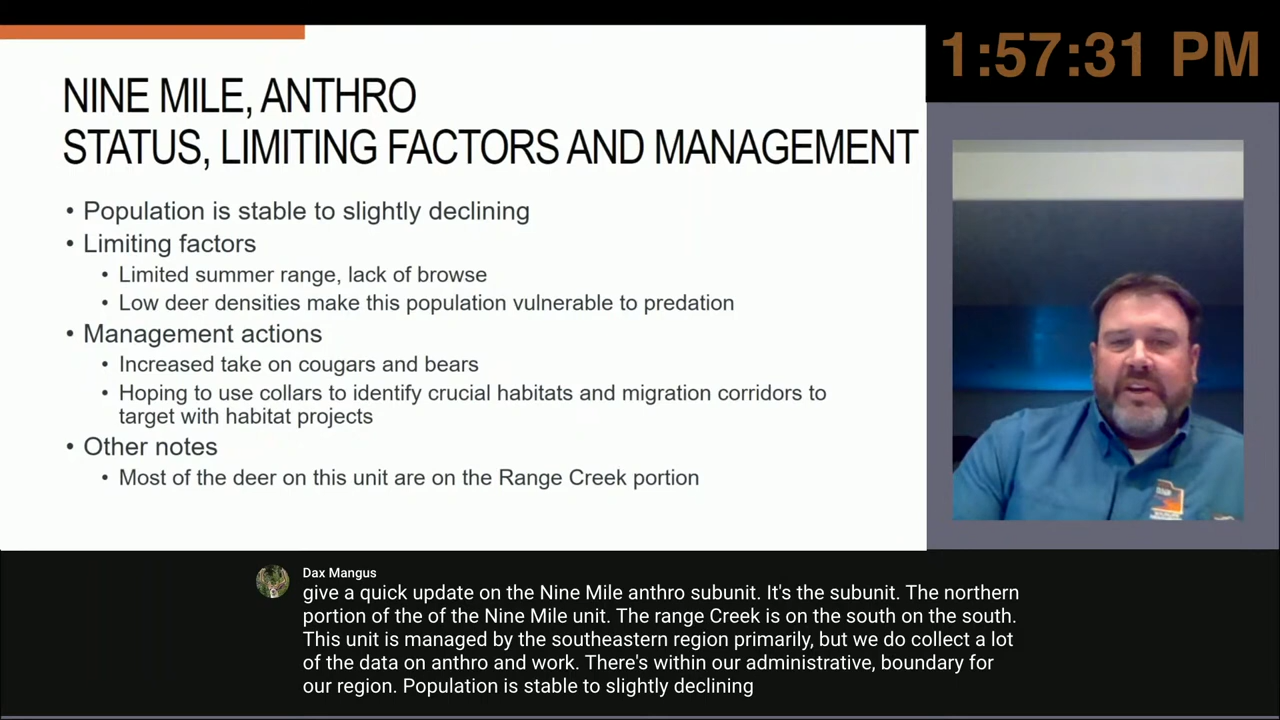 1:57:31 PM
NINE MILE, ANTHRO
STATUS, LIMITING FACTORS AND MANAGEMENT
• Population is stable to slightly declining
• Limiting factors
• Limited summer range, lack of browse
• Low deer densities make this population vulnerable to predation
• Management actions
• Increased take on cougars and bears
• Hoping to use collars to identify crucial habitats and migration corridors to
target with habitat projects
• Other notes
• Most of the deer on this unit are on the Range Creek portion
Dax Mangus
give a quick update on the Nine Mile anthro subunit. It's the subunit. The northern
portion of the of the Nine Mile unit. The range Creek is on the south on the south.
This unit is managed by the southeastern region primarily, but we do collect a lot
of the data on anthro and work. There's within our administrative, boundary for
our region. Population is stable to slightly declining